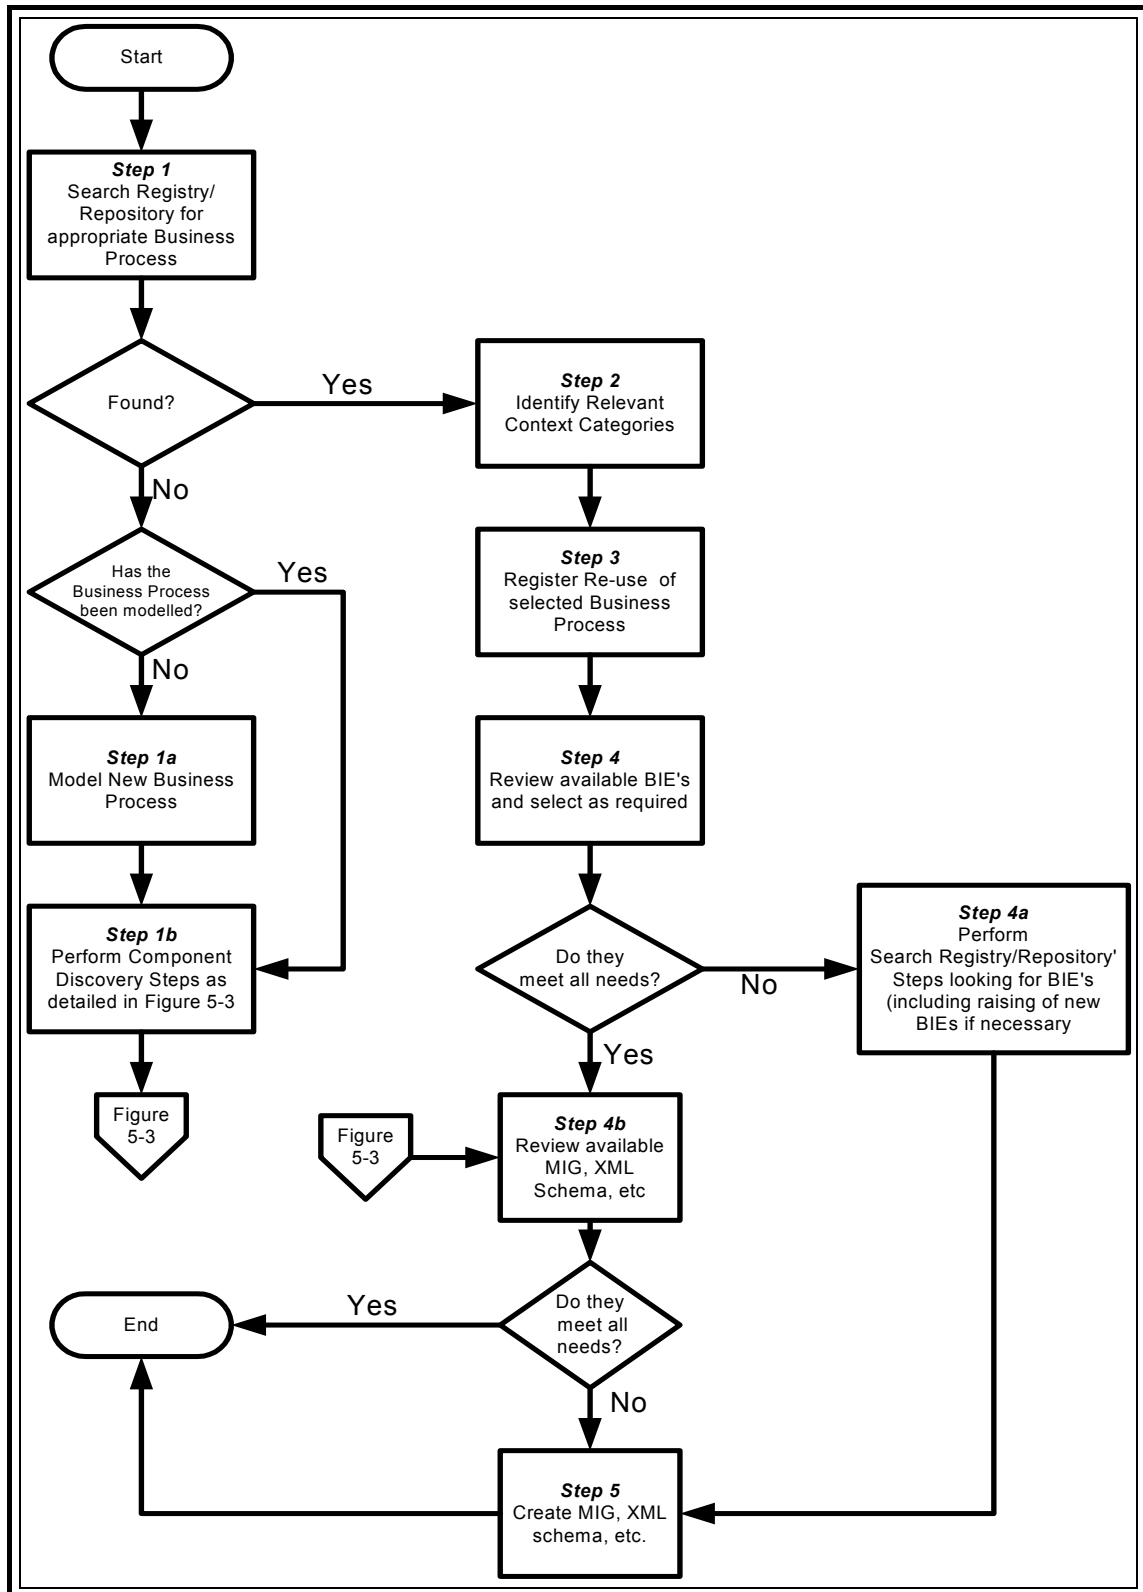 Start
Step 1
Search Registry/
Repository for
appropriate Business
Process
Found?
Yes
No
Step 2
Identify Relevant
Context Categories
Has the
Business Process
been modelled?
Yes
No
Step 3
Register Re-use of
selected Business
Process
Step 1a
Model New Business
Process
Step 4
Review available BIE's
and select as required
Step 1b
Perform Component
Discovery Steps as
detailed in Figure 5-3
Do they
meet all needs?
No
Yes
Step 4a
Perform
Search Registry/Repository'
Steps looking for BIE's
(including raising of new
BIEs if necessary
Figure
5-3
Figure
5-3
Step 4b
Review available
MIG, XML
Schema, etc
Do they
meet all
needs?
Yes
No
End
Step 5
Create MIG, XML
schema, etc.